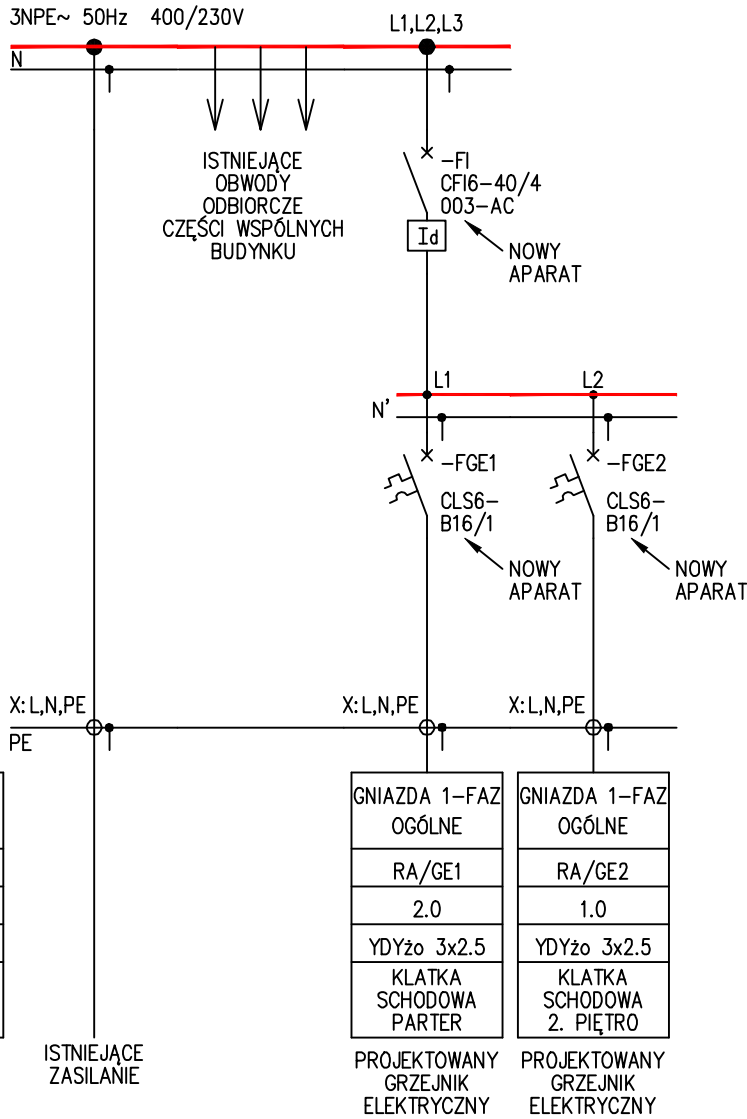 3NPE~ 50Hz 400/230V
L1,L2,L3
N
ISTNIEJĄCE
OBWODY
ODBIORCZE
CZĘŚCI WSPÓLNYCH
BUDYNKU
-FI
CFI6-40/4
003-AC
Id
NOWY
APARAT
L1
L2
N'
-FGE1
CLS6-
B16/1
NOWY
APARAT
-FGE2
CLS6-
B16/1
NOWY
APARAT
X:L,N,PE
X:L,N,PE
X:L,N,PE
PE
GNIAZDA 1-FAZ
OGÓLNE
RA/GE1
2.0
YDYżo 3x2.5
KLATKA
SCHODOWA
PARTER
GNIAZDA 1-FAZ
OGÓLNE
RA/GE2
1.0
YDYżo 3x2.5
KLATKA
SCHODOWA
2. PIĘTRO
ISTNIEJĄCE
ZASILANIE
PROJEKTOWANY
GRZEJNIK
ELEKTRYCZNY
PROJEKTOWANY
GRZEJNIK
ELEKTRYCZNY